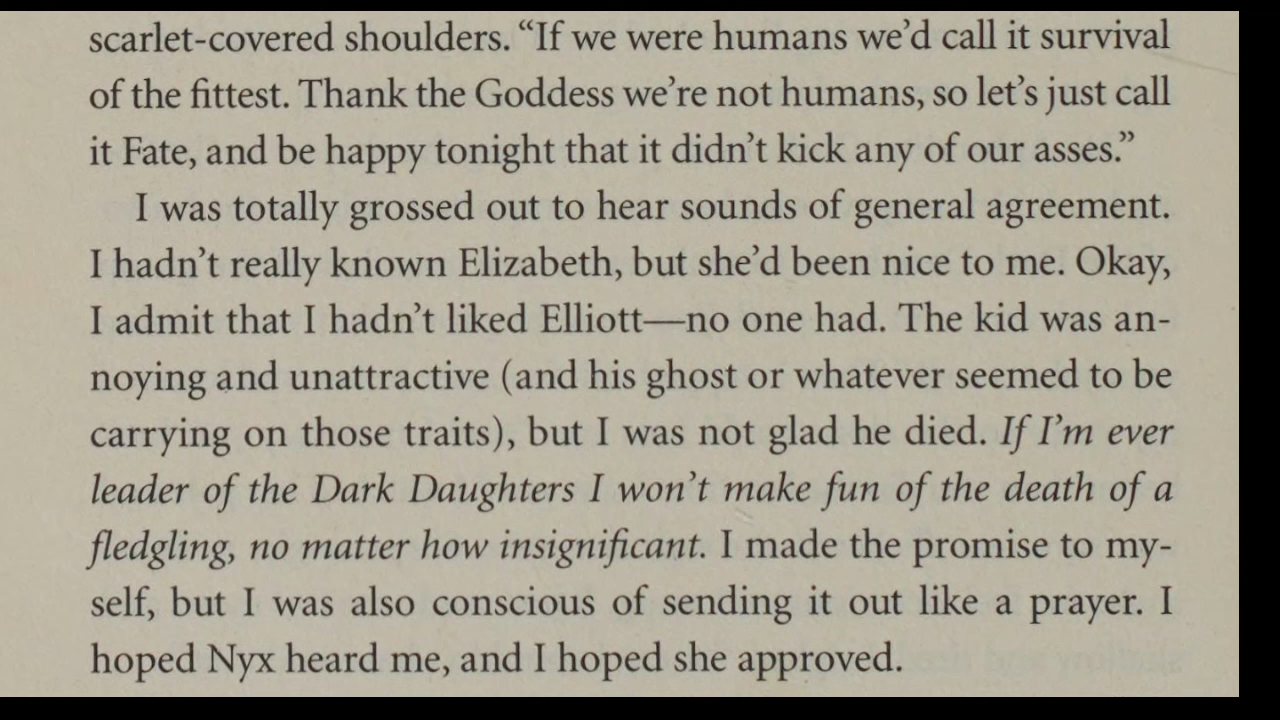 scarlet-covered shoulders. “If we were humans we’d call it survival
of the fittest. Thank the Goddess we’re not humans, so let’s just call
it Fate, and be happy tonight that it didn’t kick any of our asses.”
I was totally grossed out to hear sounds of general agreement.
I hadn’t really known Elizabeth, but she’d been nice to me. Okay,
I admit that I hadn’t liked Elliott—no one had. The kid was an-
noying and unattractive (and his ghost or whatever seemed to be
carrying on those traits), but I was not glad he died. If I’m ever
leader of the Dark Daughters I won’t make fun of the death of a
fledgling, no matter how insignificant. I made the promise to my-
self, but I was also conscious of sending it out like a prayer. I
hoped Nyx heard me, and I hoped she approved.